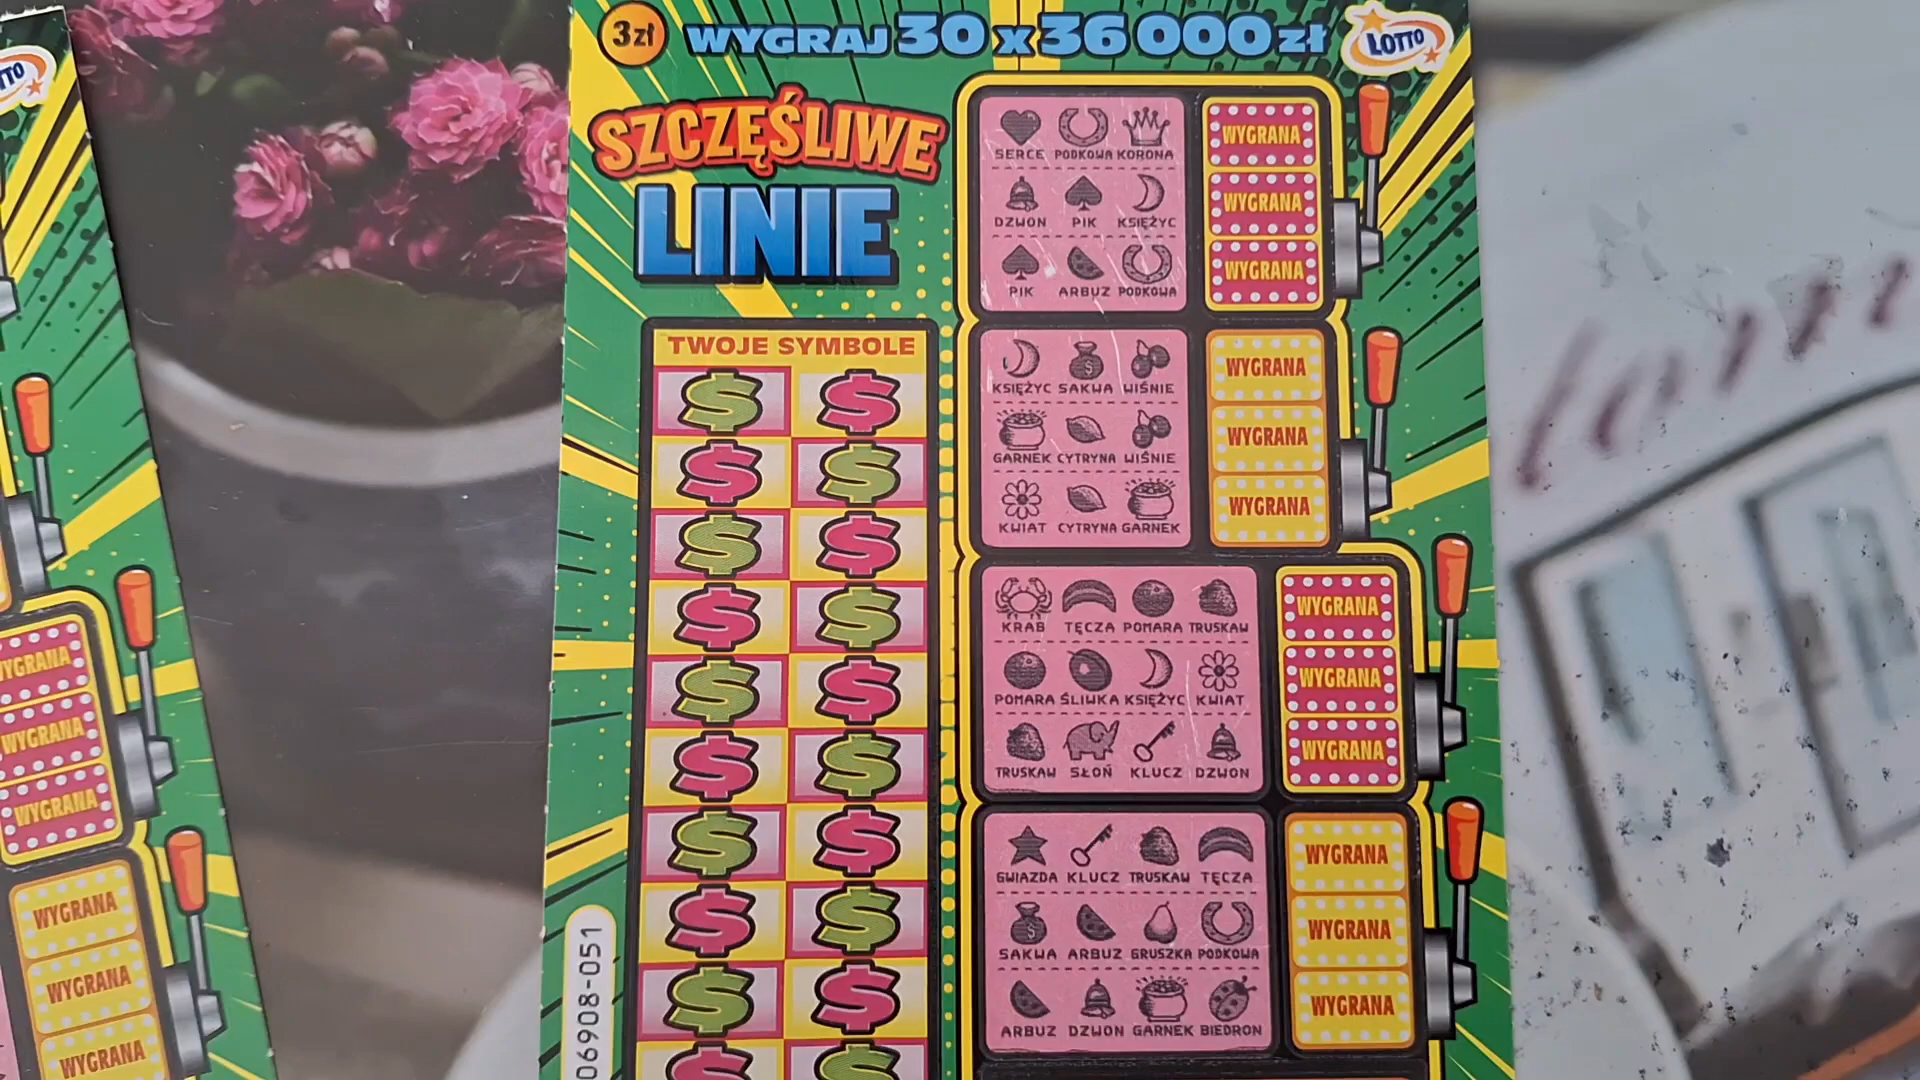 3zł WYGRAJ 30 x 36 000 zł LOTTO
SZCZĘŚLIWE
LINIE
TWOJE SYMBOLE
06908-051
SERCE PODKOWA KORONA
WYGRANA
DZWON PIK KSIĘŻYC
WYGRANA
PIK ARBUZ PODKOWA
WYGRANA
KSIĘŻYC SAKWA WIŚNIE
WYGRANA
GARNEK CYTRYNA WIŚNIE
WYGRANA
KWIAT CYTRYNA GARNEK
WYGRANA
KRAB TĘCZA POMARA TRUSKAW
WYGRANA
POMARA ŚLIWKA KSIĘŻYC KWIAT
WYGRANA
TRUSKAW SŁOŃ KLUCZ DZWON
WYGRANA
GWIAZDA KLUCZ TRUSKAW TĘCZA
WYGRANA
SAKWA ARBUZ GRUSZKA PODKOWA
WYGRANA
ARBUZ DZWON GARNEK BIEDRON
WYGRANA
WYGRANA
WYGRANA
WYGRANA
WYGRANA
WYGRANA
WYGRANA